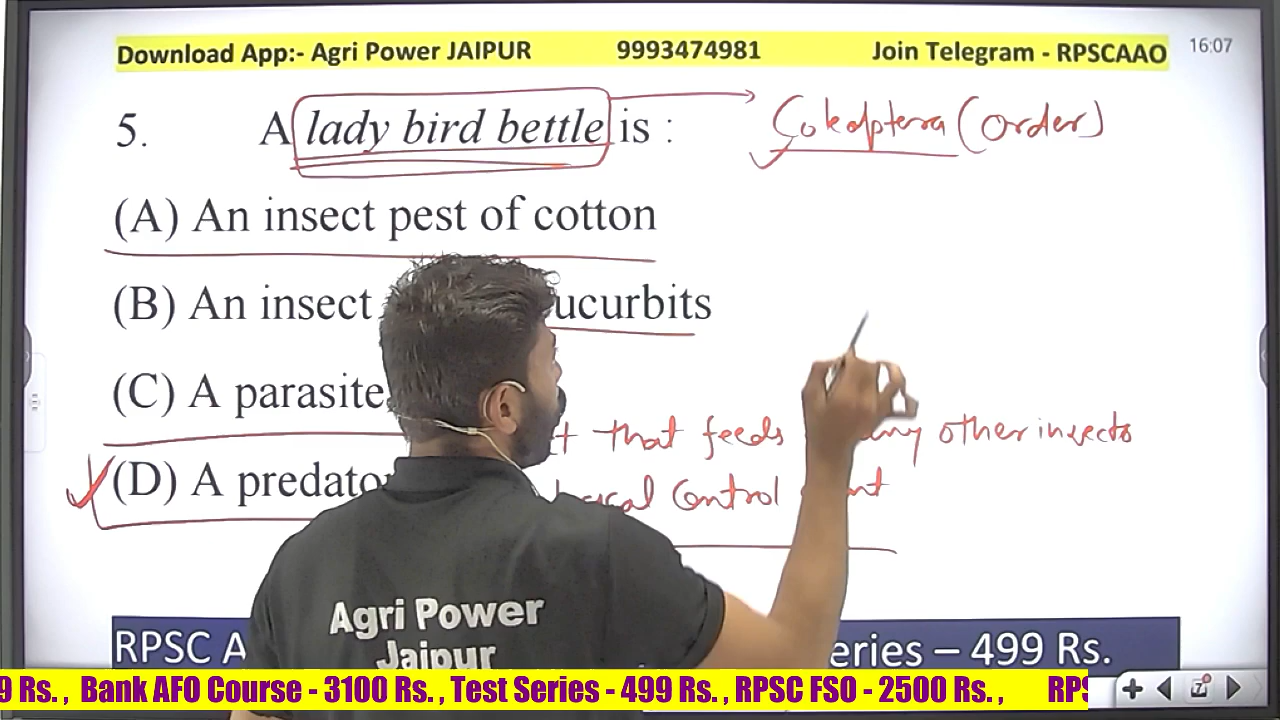 Download App:- Agri Power JAIPUR 9993474981 Join Telegram - RPSCAAO 16:07
5. A lady bird bettle is : Coleoptera (order)
(A) An insect pest of cotton
(B) An insect ucurbits
(C) A parasite
that feeds any other insects
(D) A predato
control
Agri Power
Jaipur
RPSC A eries – 499 Rs.
9 Rs. , Bank AFO Course - 3100 Rs. , Test Series - 499 Rs. , RPSC FSO - 2500 Rs. , RPS